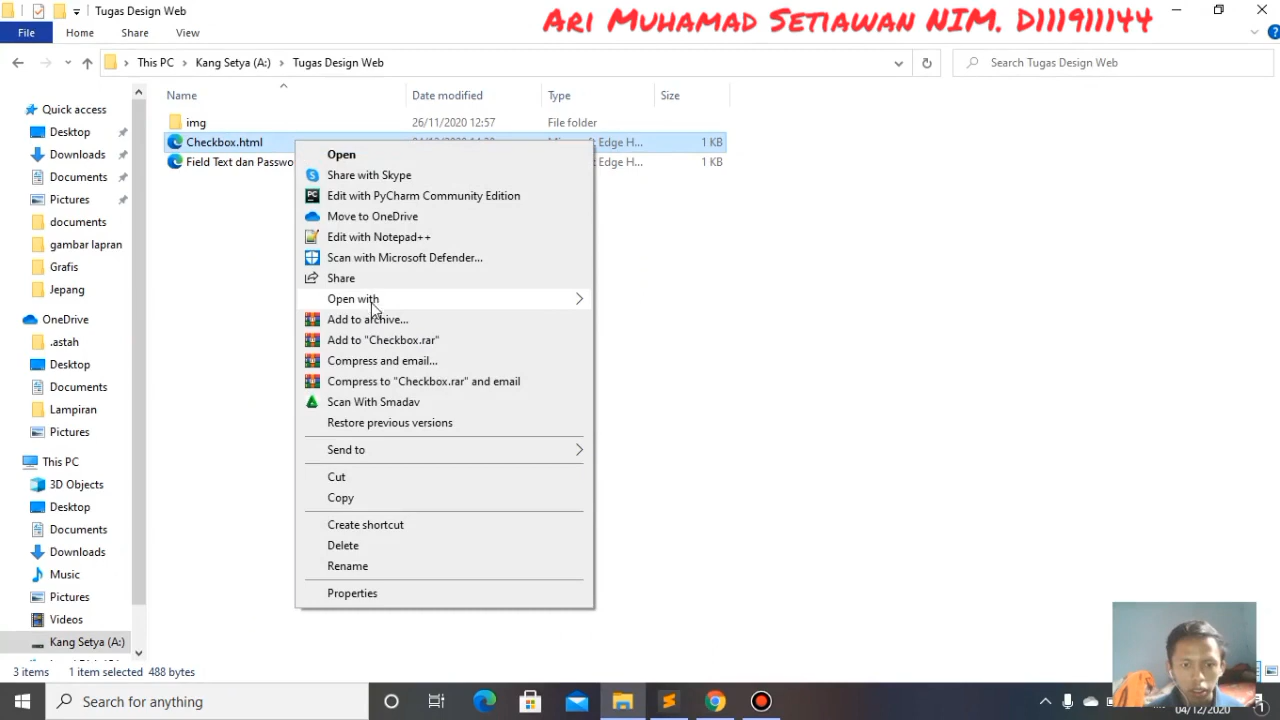 Tugas Design Web
Ari Muhamad Setiawan NIM. D111911144
File Home Share View
This PC Kang Setya (A:) Tugas Design Web
Search Tugas Design Web
Name Date modified Type Size
Quick access
Desktop
Downloads
Documents
Pictures
documents
gambar lapran
Grafis
Jepang
OneDrive
.astah
Desktop
Documents
Lampiran
Pictures
This PC
3D Objects
Desktop
Documents
Downloads
Music
Pictures
Videos
Kang Setya (A:)
img 26/11/2020 12:57 File folder
Checkbox.html Edge H... 1 KB
Field Text dan Passwo Edge H... 1 KB
Open
Share with Skype
Edit with PyCharm Community Edition
Move to OneDrive
Edit with Notepad++
Scan with Microsoft Defender...
Share
Open with
Add to archive...
Add to "Checkbox.rar"
Compress and email...
Compress to "Checkbox.rar" and email
Scan With Smadav
Restore previous versions
Send to
Cut
Copy
Create shortcut
Delete
Rename
Properties
3 items 1 item selected 488 bytes
Search for anything
04/12/2020